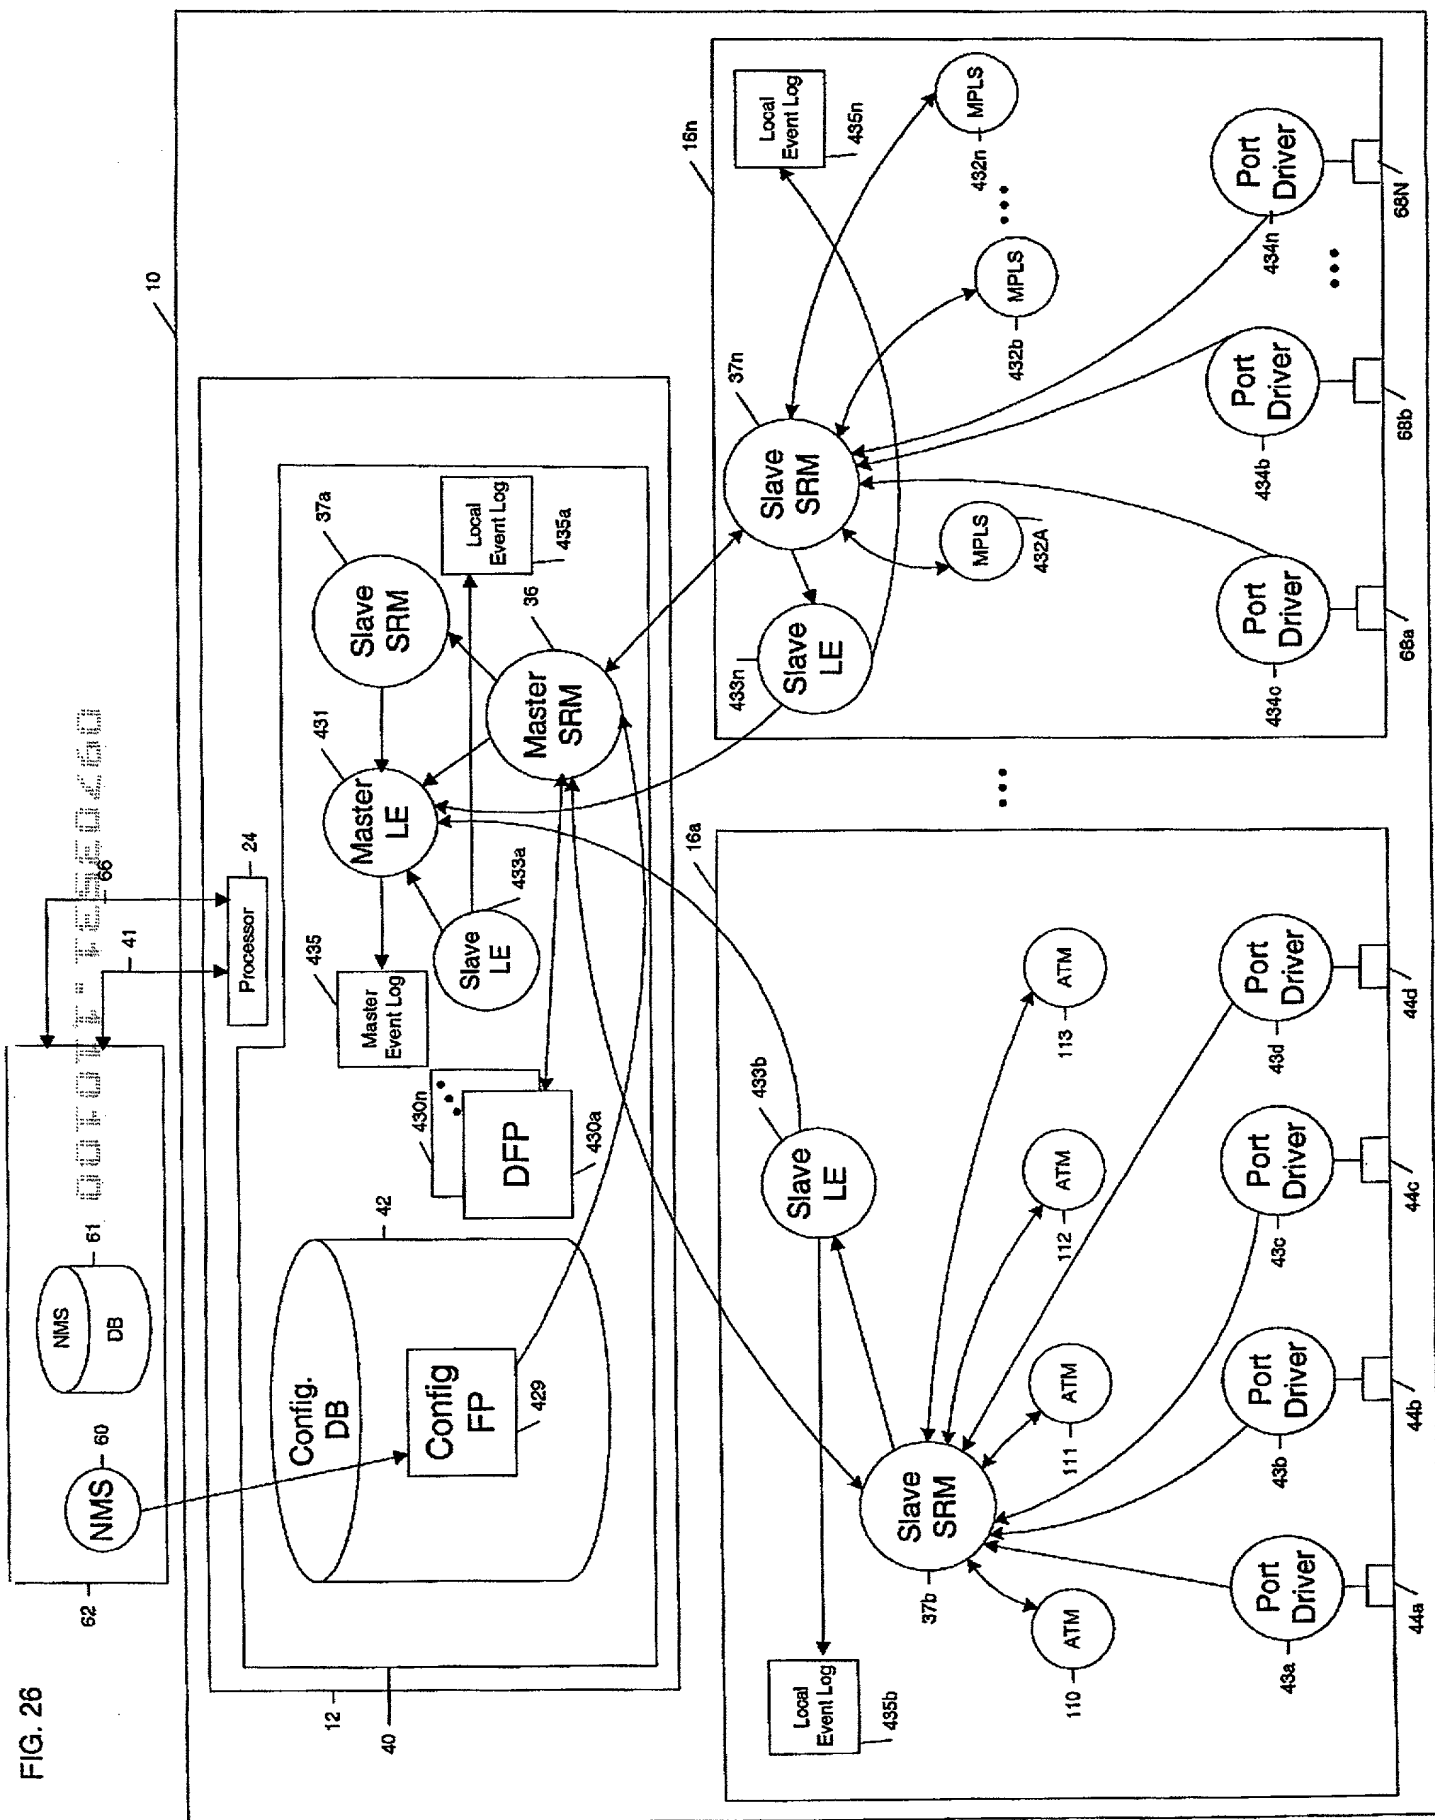 FIG. 26
62
NMS
60
NMS
DB
61
41
66
10
12
40
Processor
24
Config.
DB
42
Config
FP
429
430n
DFP
430a
Master
Event Log
435
Slave
LE
433a
Master
LE
431
Slave
SRM
37a
Master
SRM
36
Local
Event Log
435a
16a
Local
Event Log
435b
Slave
LE
433b
Slave
SRM
37b
ATM
110
ATM
111
ATM
112
ATM
113
Port
Driver
43a
Port
Driver
43b
Port
Driver
43c
Port
Driver
43d
44a
44b
44c
44d
16n
Slave
LE
433n
Slave
SRM
37n
Local
Event Log
435n
MPLS
432A
MPLS
432b
MPLS
432n
Port
Driver
434c
Port
Driver
434b
Port
Driver
434n
68a
68b
68N